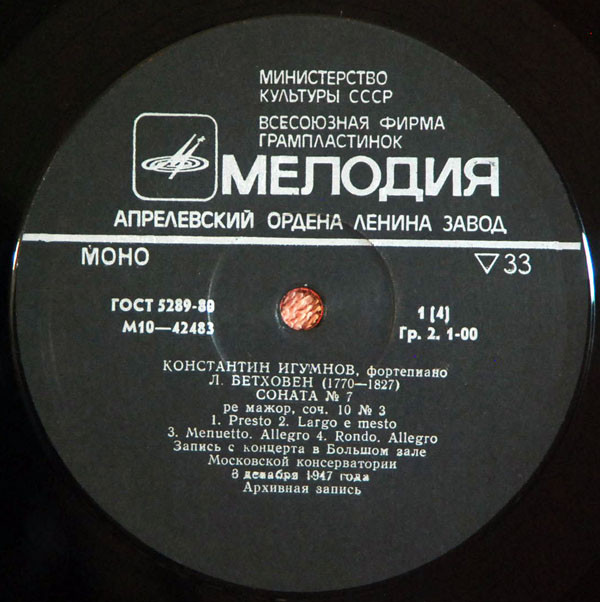 МИНИСТЕРСТВО
КУЛЬТУРЫ СССР
ВСЕСОЮЗНАЯ ФИРМА
ГРАМПЛАСТИНОК
МЕЛОДИЯ
АПРЕЛЕВСКИЙ ОРДЕНА ЛЕНИНА ЗАВОД
МОНО
▽33
ГОСТ 5289-80
М10—42483
1 (4)
Гр. 2. 1-00
КОНСТАНТИН ИГУМНОВ, фортепиано
Л. БЕТХОВЕН (1770—1827)
СОНАТА № 7
ре мажор, соч. 10 № 3
1. Presto 2. Largo e mesto
3. Menuetto. Allegro 4. Rondo. Allegro
Запись с концерта в Большом зале
Московской консерватории
декабря 1947 года
Архивная запись